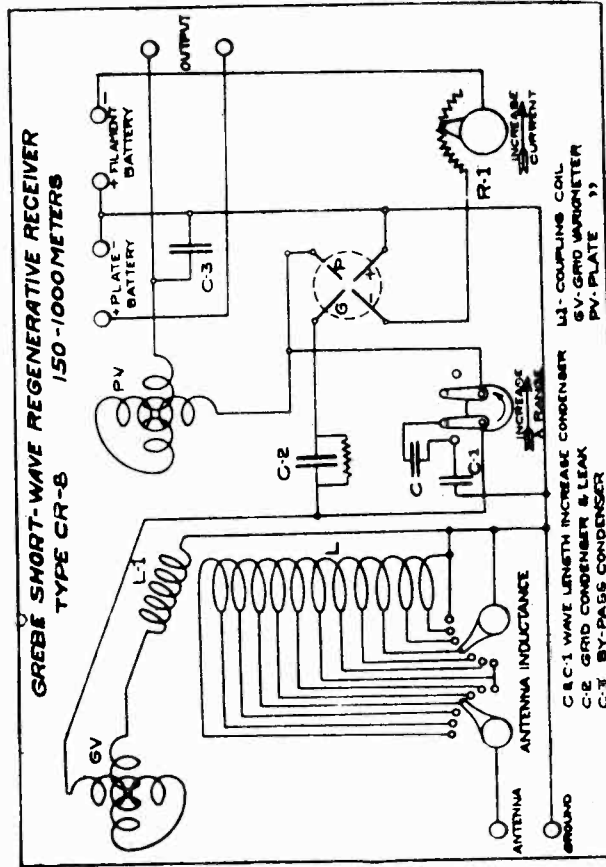 GREBE SHORT-WAVE REGENERATIVE RECEIVER
TYPE CR-8 150-1000 METERS
+ PLATE -
BATTERY
+ FILAMENT -
BATTERY
OUTPUT
PV
C-3
GV
L-1
C-2
G
P
-
+
R-1
INCREASE
CURRENT
L
C
C-1
INCREASE
λ RANGE
ANTENNA INDUCTANCE
ANTENNA
GROUND
C & C-1 WAVE LENGTH INCREASE CONDENSER
C-2 GRID CONDENSER & LEAK
BY-PASS CONDENSER
COUPLING COIL
GV-GRID VARIOMETER
PV-PLATE "